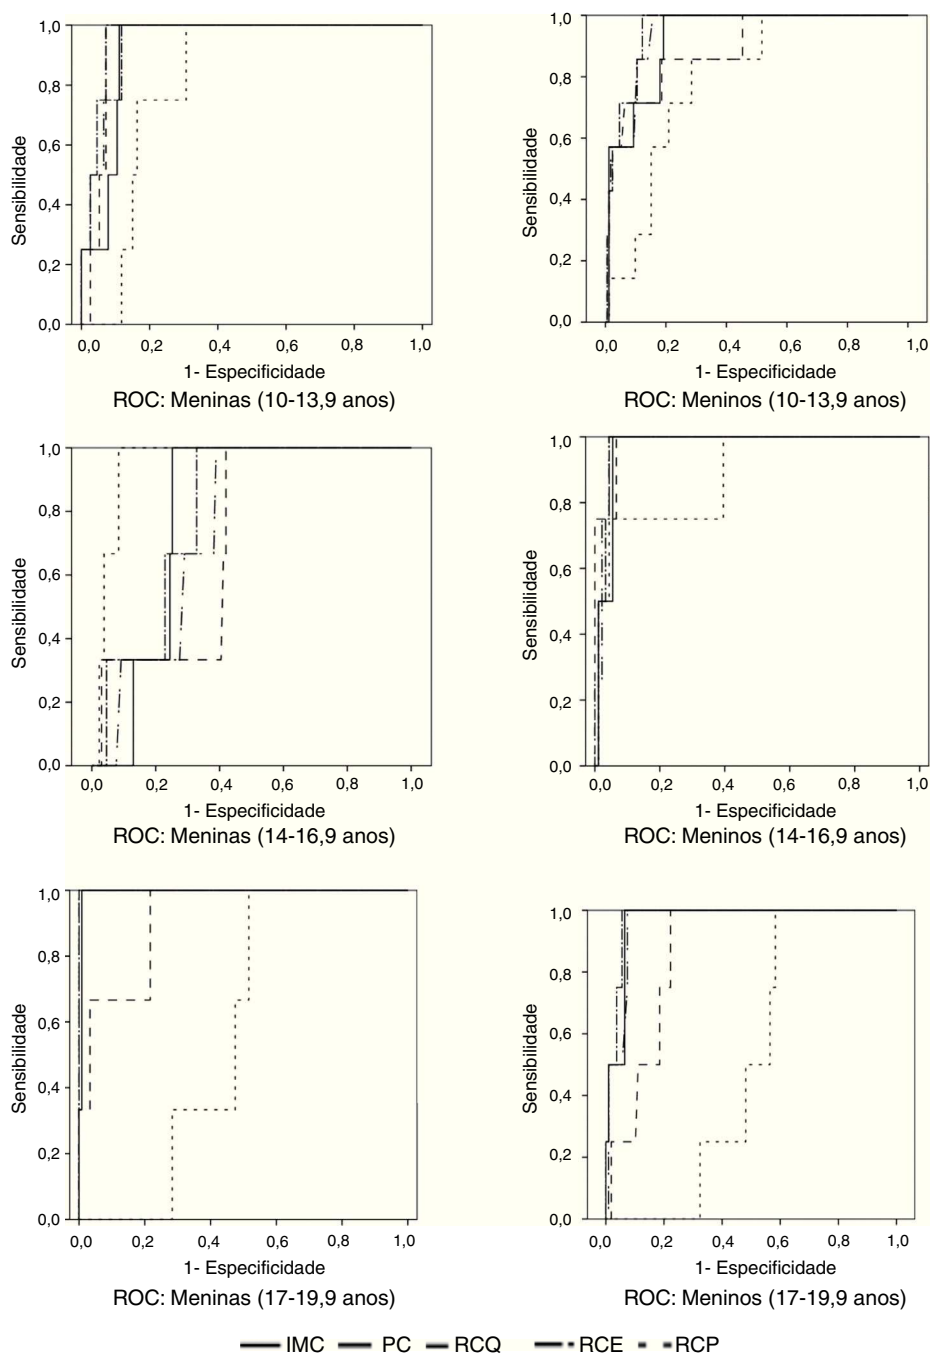 1,0
0,8
0,6
0,4
0,2
0,0
Sensibilidade
0,0 0,2 0,4 0,6 0,8 1,0
1- Especificidade
ROC: Meninas (10-13,9 anos)
1,0
0,8
0,6
0,4
0,2
0,0
Sensibilidade
0,0 0,2 0,4 0,6 0,8 1,0
1- Especificidade
ROC: Meninos (10-13,9 anos)
1,0
0,8
0,6
0,4
0,2
0,0
Sensibilidade
0,0 0,2 0,4 0,6 0,8 1,0
1- Especificidade
ROC: Meninas (14-16,9 anos)
1,0
0,8
0,6
0,4
0,2
0,0
Sensibilidade
0,0 0,2 0,4 0,6 0,8 1,0
1- Especificidade
ROC: Meninos (14-16,9 anos)
1,0
0,8
0,6
0,4
0,2
0,0
Sensibilidade
0,0 0,2 0,4 0,6 0,8 1,0
1- Especificidade
ROC: Meninas (17-19,9 anos)
1,0
0,8
0,6
0,4
0,2
0,0
Sensibilidade
0,0 0,2 0,4 0,6 0,8 1,0
1- Especificidade
ROC: Meninos (17-19,9 anos)
IMC PC RCQ RCE RCP